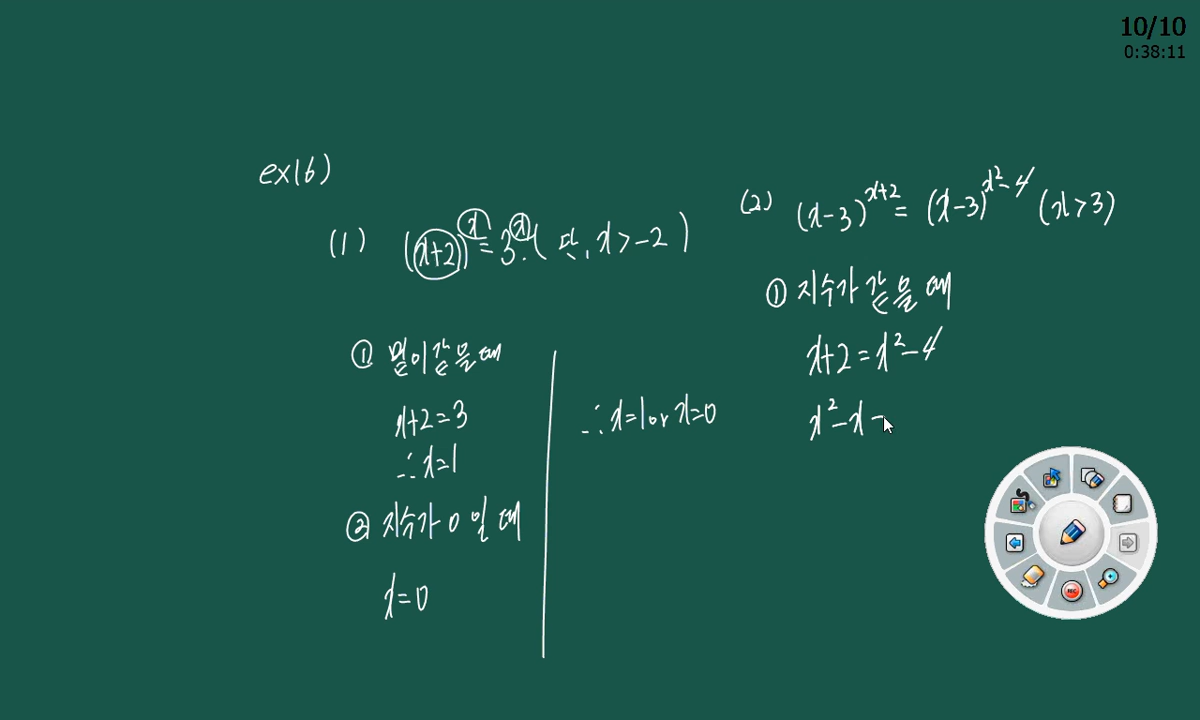 10/10
0:38:11
ex16)
(1) (x+2)^x = 3^x. (단, x > -2)
① 밑이 같을 때
x+2=3
∴ x=1
② 지수가 0 일 때
x=0
∴ x=1 or x=0
(2) (x-3)^{x+2} = (x-3)^{x²-4} (x>3)
① 지수가 같을 때
x+2=x²-4
x²-x-
REC